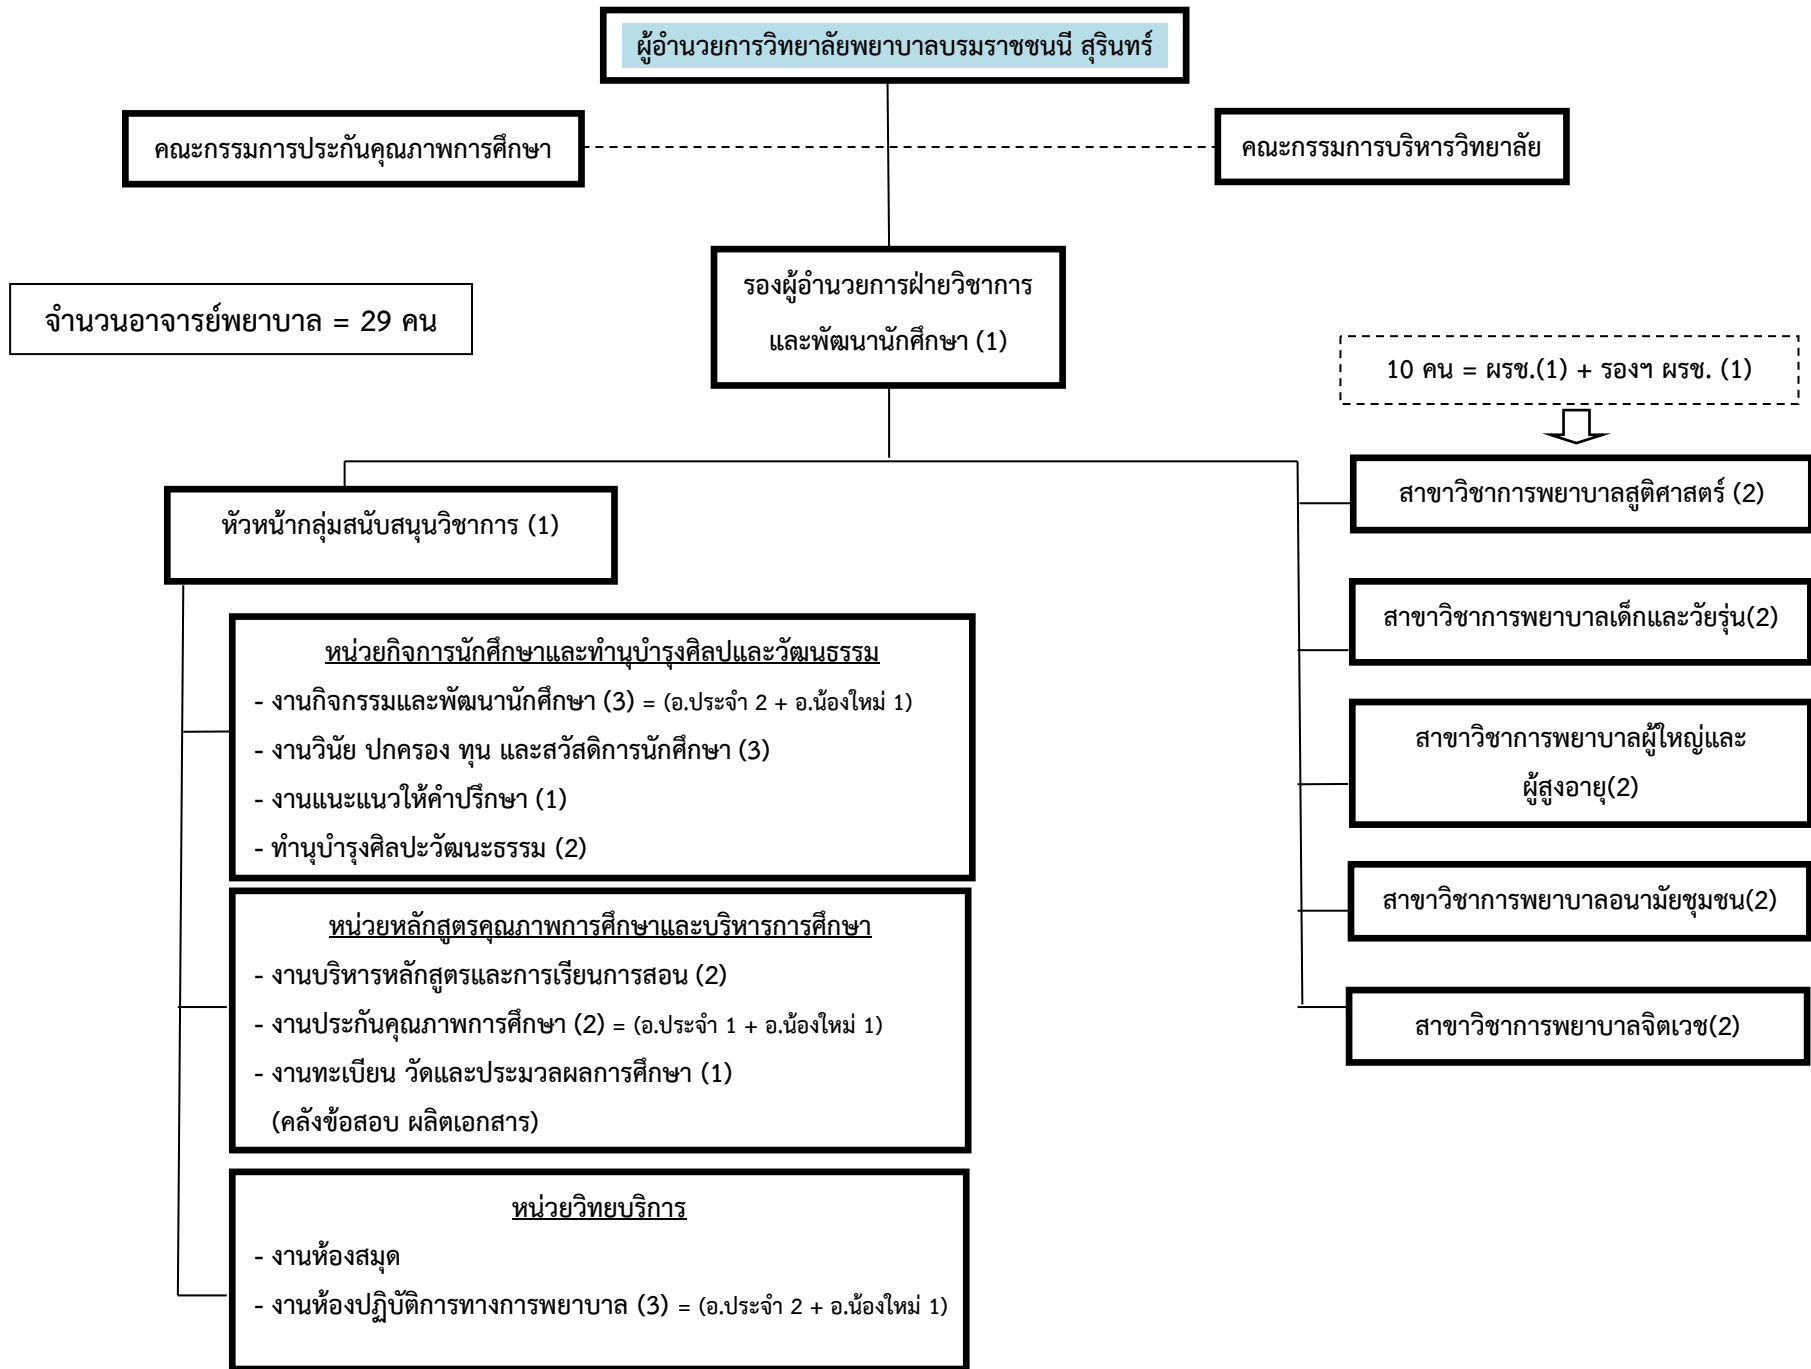 ผู้อำนวยการวิทยาลัยพยาบาลบรมราชชนนี สุรินทร์
คณะกรรมการประกันคุณภาพการศึกษา
คณะกรรมการบริหารวิทยาลัย
รองผู้อำนวยการฝ่ายวิชาการ
และพัฒนานักศึกษา (1)
จำนวนอาจารย์พยาบาล = 29 คน
10 คน = ผรช.(1) + รองฯ ผรช. (1)
หัวหน้ากลุ่มสนับสนุนวิชาการ (1)
หน่วยกิจการนักศึกษาและทำนุบำรุงศิลปและวัฒนธรรม
- งานกิจกรรมและพัฒนานักศึกษา (3) = (อ.ประจำ 2 + อ.น้องใหม่ 1)
- งานวินัย ปกครอง ทุน และสวัสดิการนักศึกษา (3)
- งานแนะแนวให้คำปรึกษา (1)
- ทำนุบำรุงศิลปะวัฒนะธรรม (2)
หน่วยหลักสูตรคุณภาพการศึกษาและบริหารการศึกษา
- งานบริหารหลักสูตรและการเรียนการสอน (2)
- งานประกันคุณภาพการศึกษา (2) = (อ.ประจำ 1 + อ.น้องใหม่ 1)
- งานทะเบียน วัดและประมวลผลการศึกษา (1)
(คลังข้อสอบ ผลิตเอกสาร)
หน่วยวิทยบริการ
- งานห้องสมุด
- งานห้องปฏิบัติการทางการพยาบาล (3) = (อ.ประจำ 2 + อ.น้องใหม่ 1)
สาขาวิชาการพยาบาลสูติศาสตร์ (2)
สาขาวิชาการพยาบาลเด็กและวัยรุ่น(2)
สาขาวิชาการพยาบาลผู้ใหญ่และ
ผู้สูงอายุ(2)
สาขาวิชาการพยาบาลอนามัยชุมชน(2)
สาขาวิชาการพยาบาลจิตเวช(2)